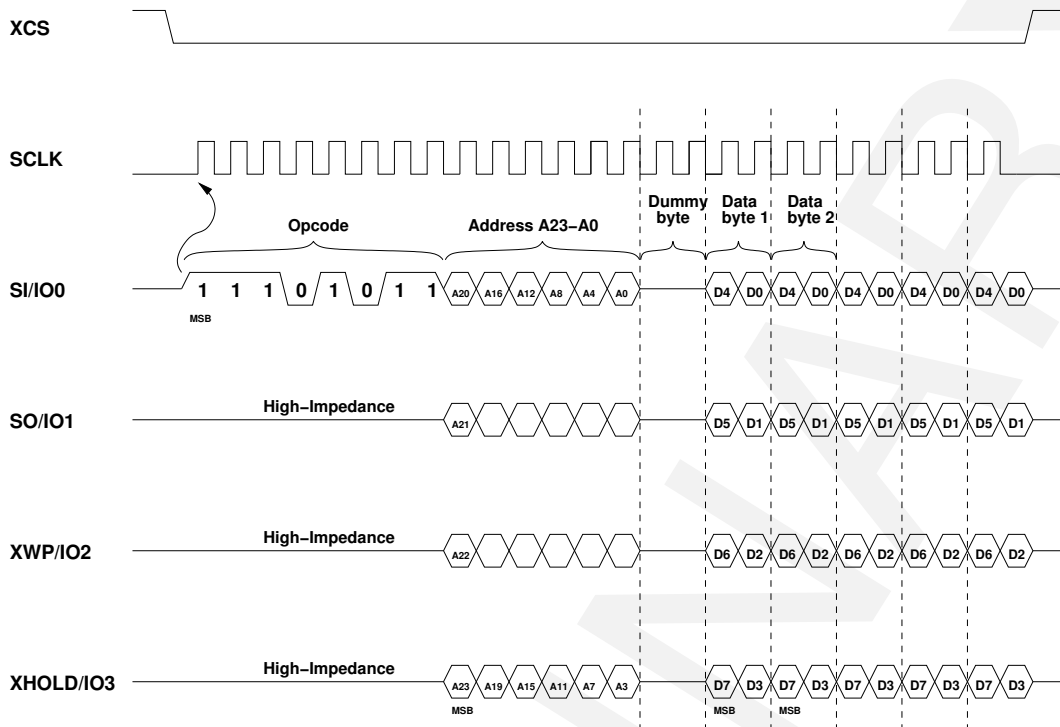 XCS
SCLK
Dummy byte Data byte 1 Data byte 2
Opcode Address A23–A0
SI/IO0 1 1 1 0 1 0 1 1 A20 A16 A12 A8 A4 A0 D4 D0 D4 D0 D4 D0 D4 D0 D4 D0
MSB
SO/IO1 High–Impedance A21 D5 D1 D5 D1 D5 D1 D5 D1 D5 D1
XWP/IO2 High–Impedance A22 D6 D2 D6 D2 D6 D2 D6 D2 D6 D2
XHOLD/IO3 High–Impedance A23 A19 A15 A11 A7 A3 D7 D3 D7 D3 D7 D3 D7 D3 D7 D3
MSB MSB MSB